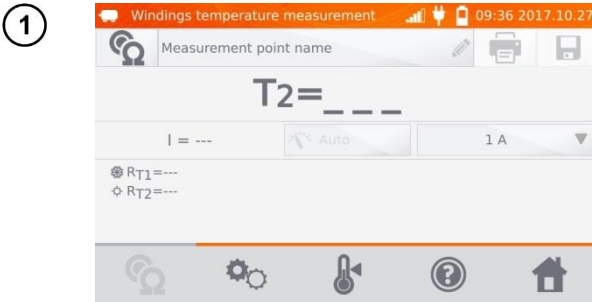 1
Windings temperature measurement 09:36 2017.10.27
Measurement point name
T2=_ _ _
I = --- Auto 1 A
RT1=---
RT2=---
?